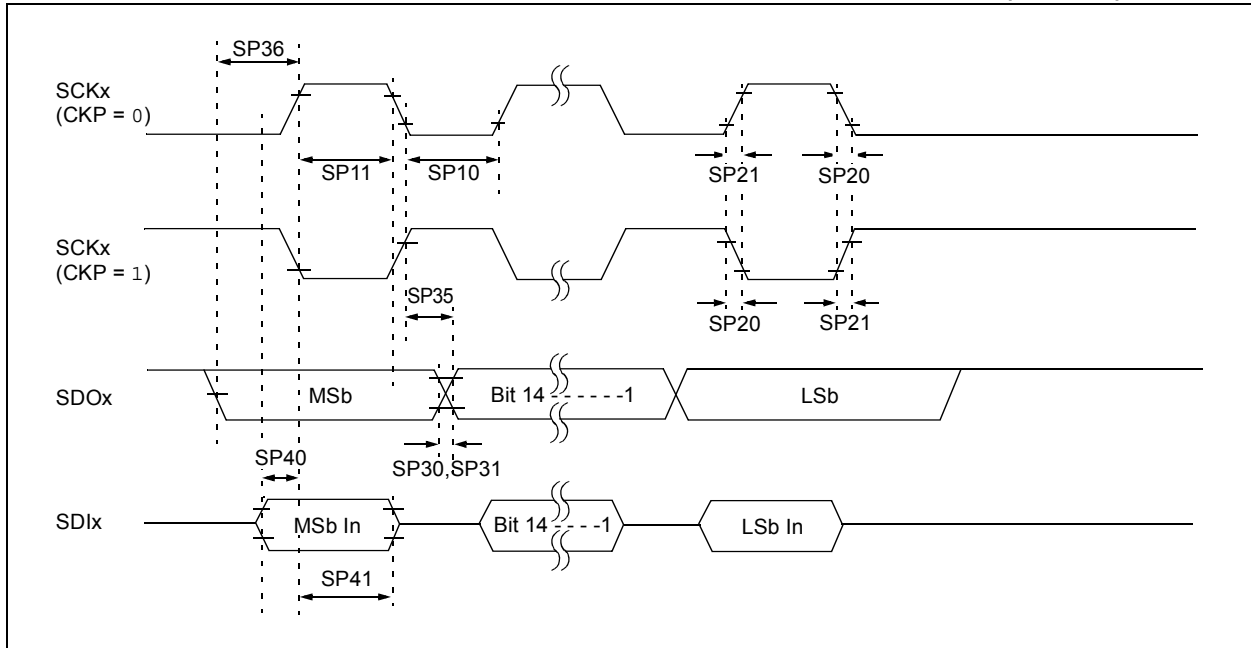 SP36
SCKx
(CKP = 0)
SP11
SP10
SP21
SP20
SCKx
(CKP = 1)
SP35
SP20
SP21
SDOx
MSb
Bit 14 - - - - - -1
LSb
SP40
SP30,SP31
SDIx
MSb In
Bit 14 - - - -1
LSb In
SP41